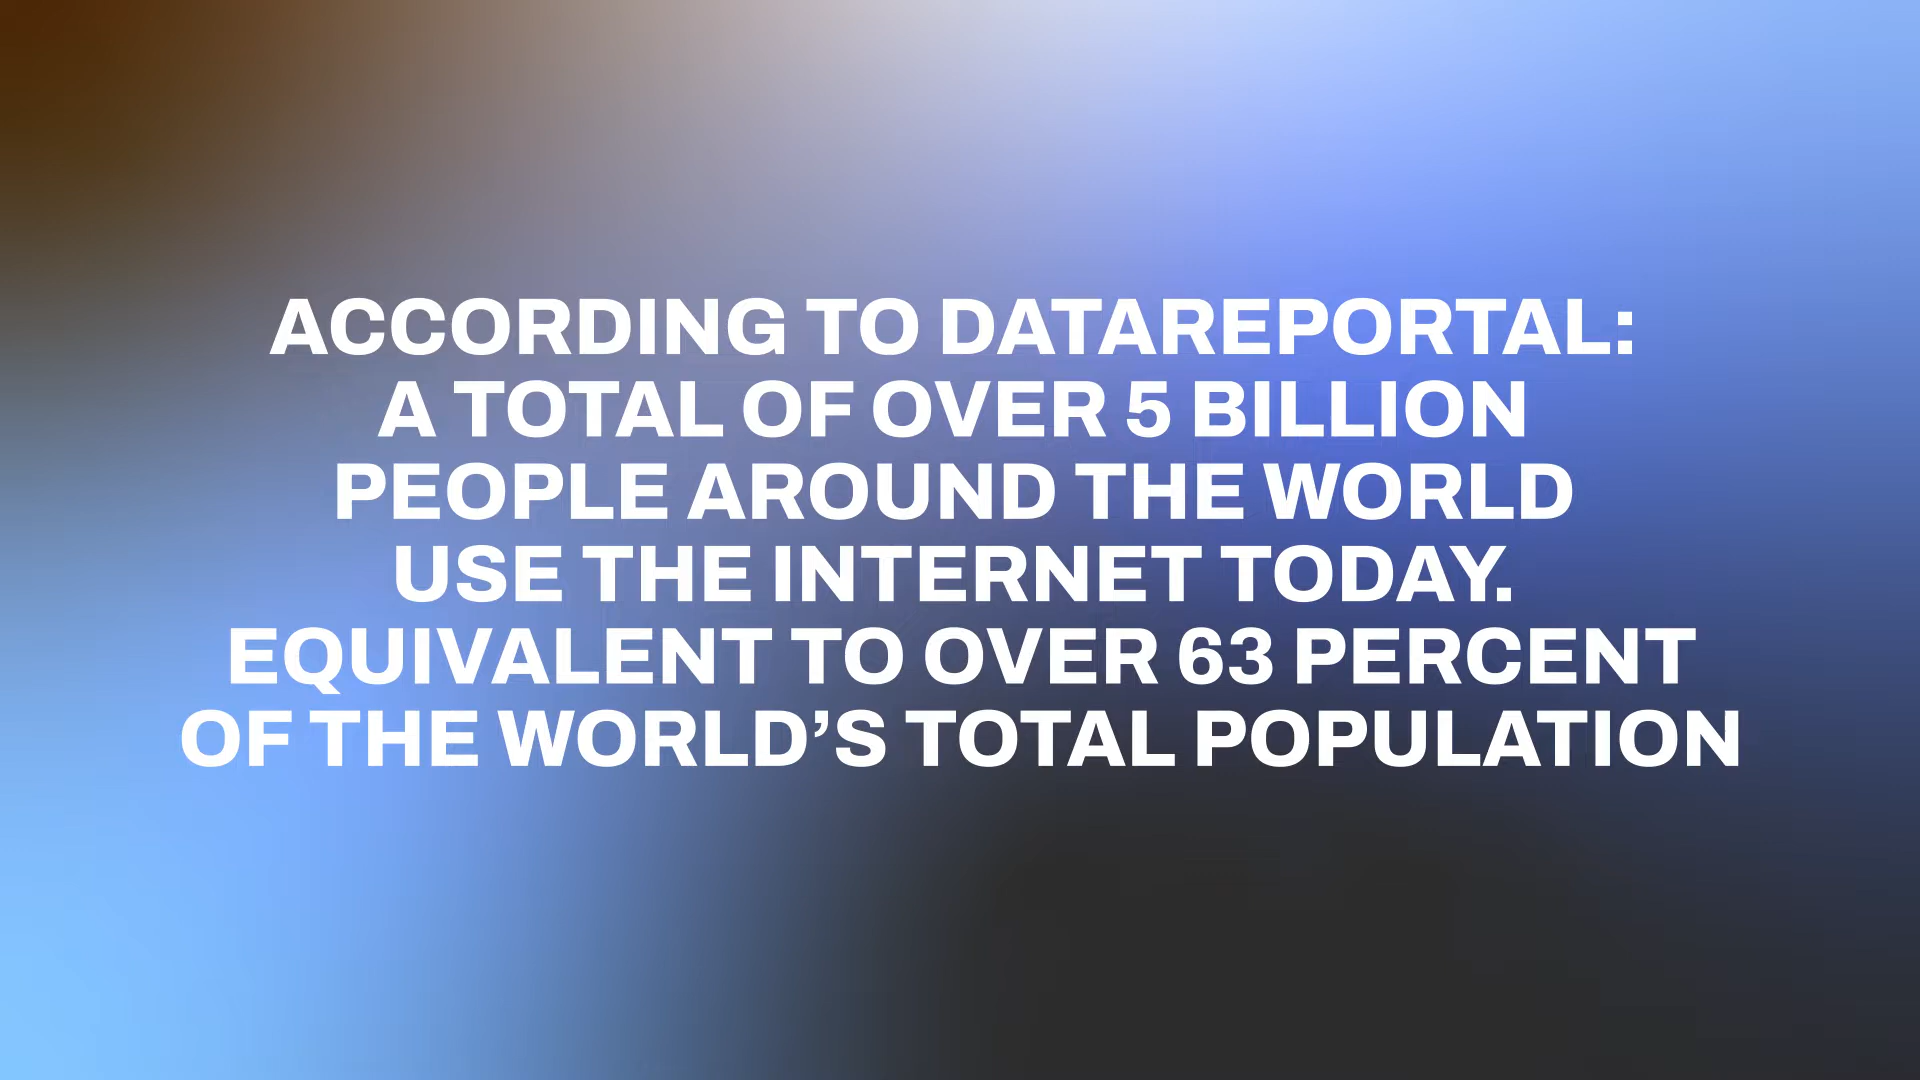 ACCORDING TO DATAREPORTAL:
A TOTAL OF OVER 5 BILLION
PEOPLE AROUND THE WORLD
USE THE INTERNET TODAY.
EQUIVALENT TO OVER 63 PERCENT
OF THE WORLD’S TOTAL POPULATION